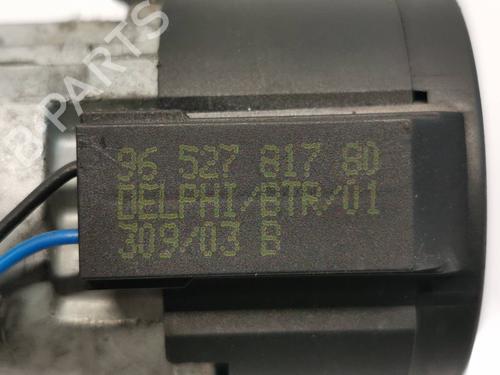 B-PARTS
96 527 817 80
DELPHI/BTR/01
309/03 B